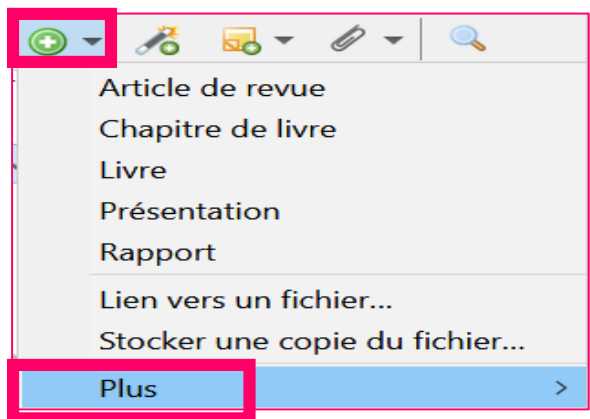 Article de revue
Chapitre de livre
Livre
Présentation
Rapport
Lien vers un fichier...
Stocker une copie du fichier...
Plus